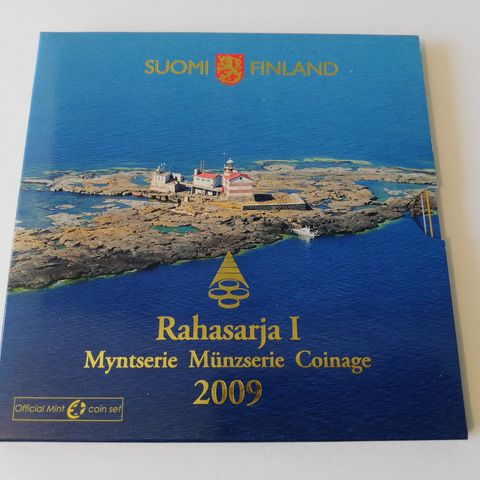 SUOMI FINLAND
Rahasarja I
Myntserie Münzserie Coinage
2009
Official Mint coin set